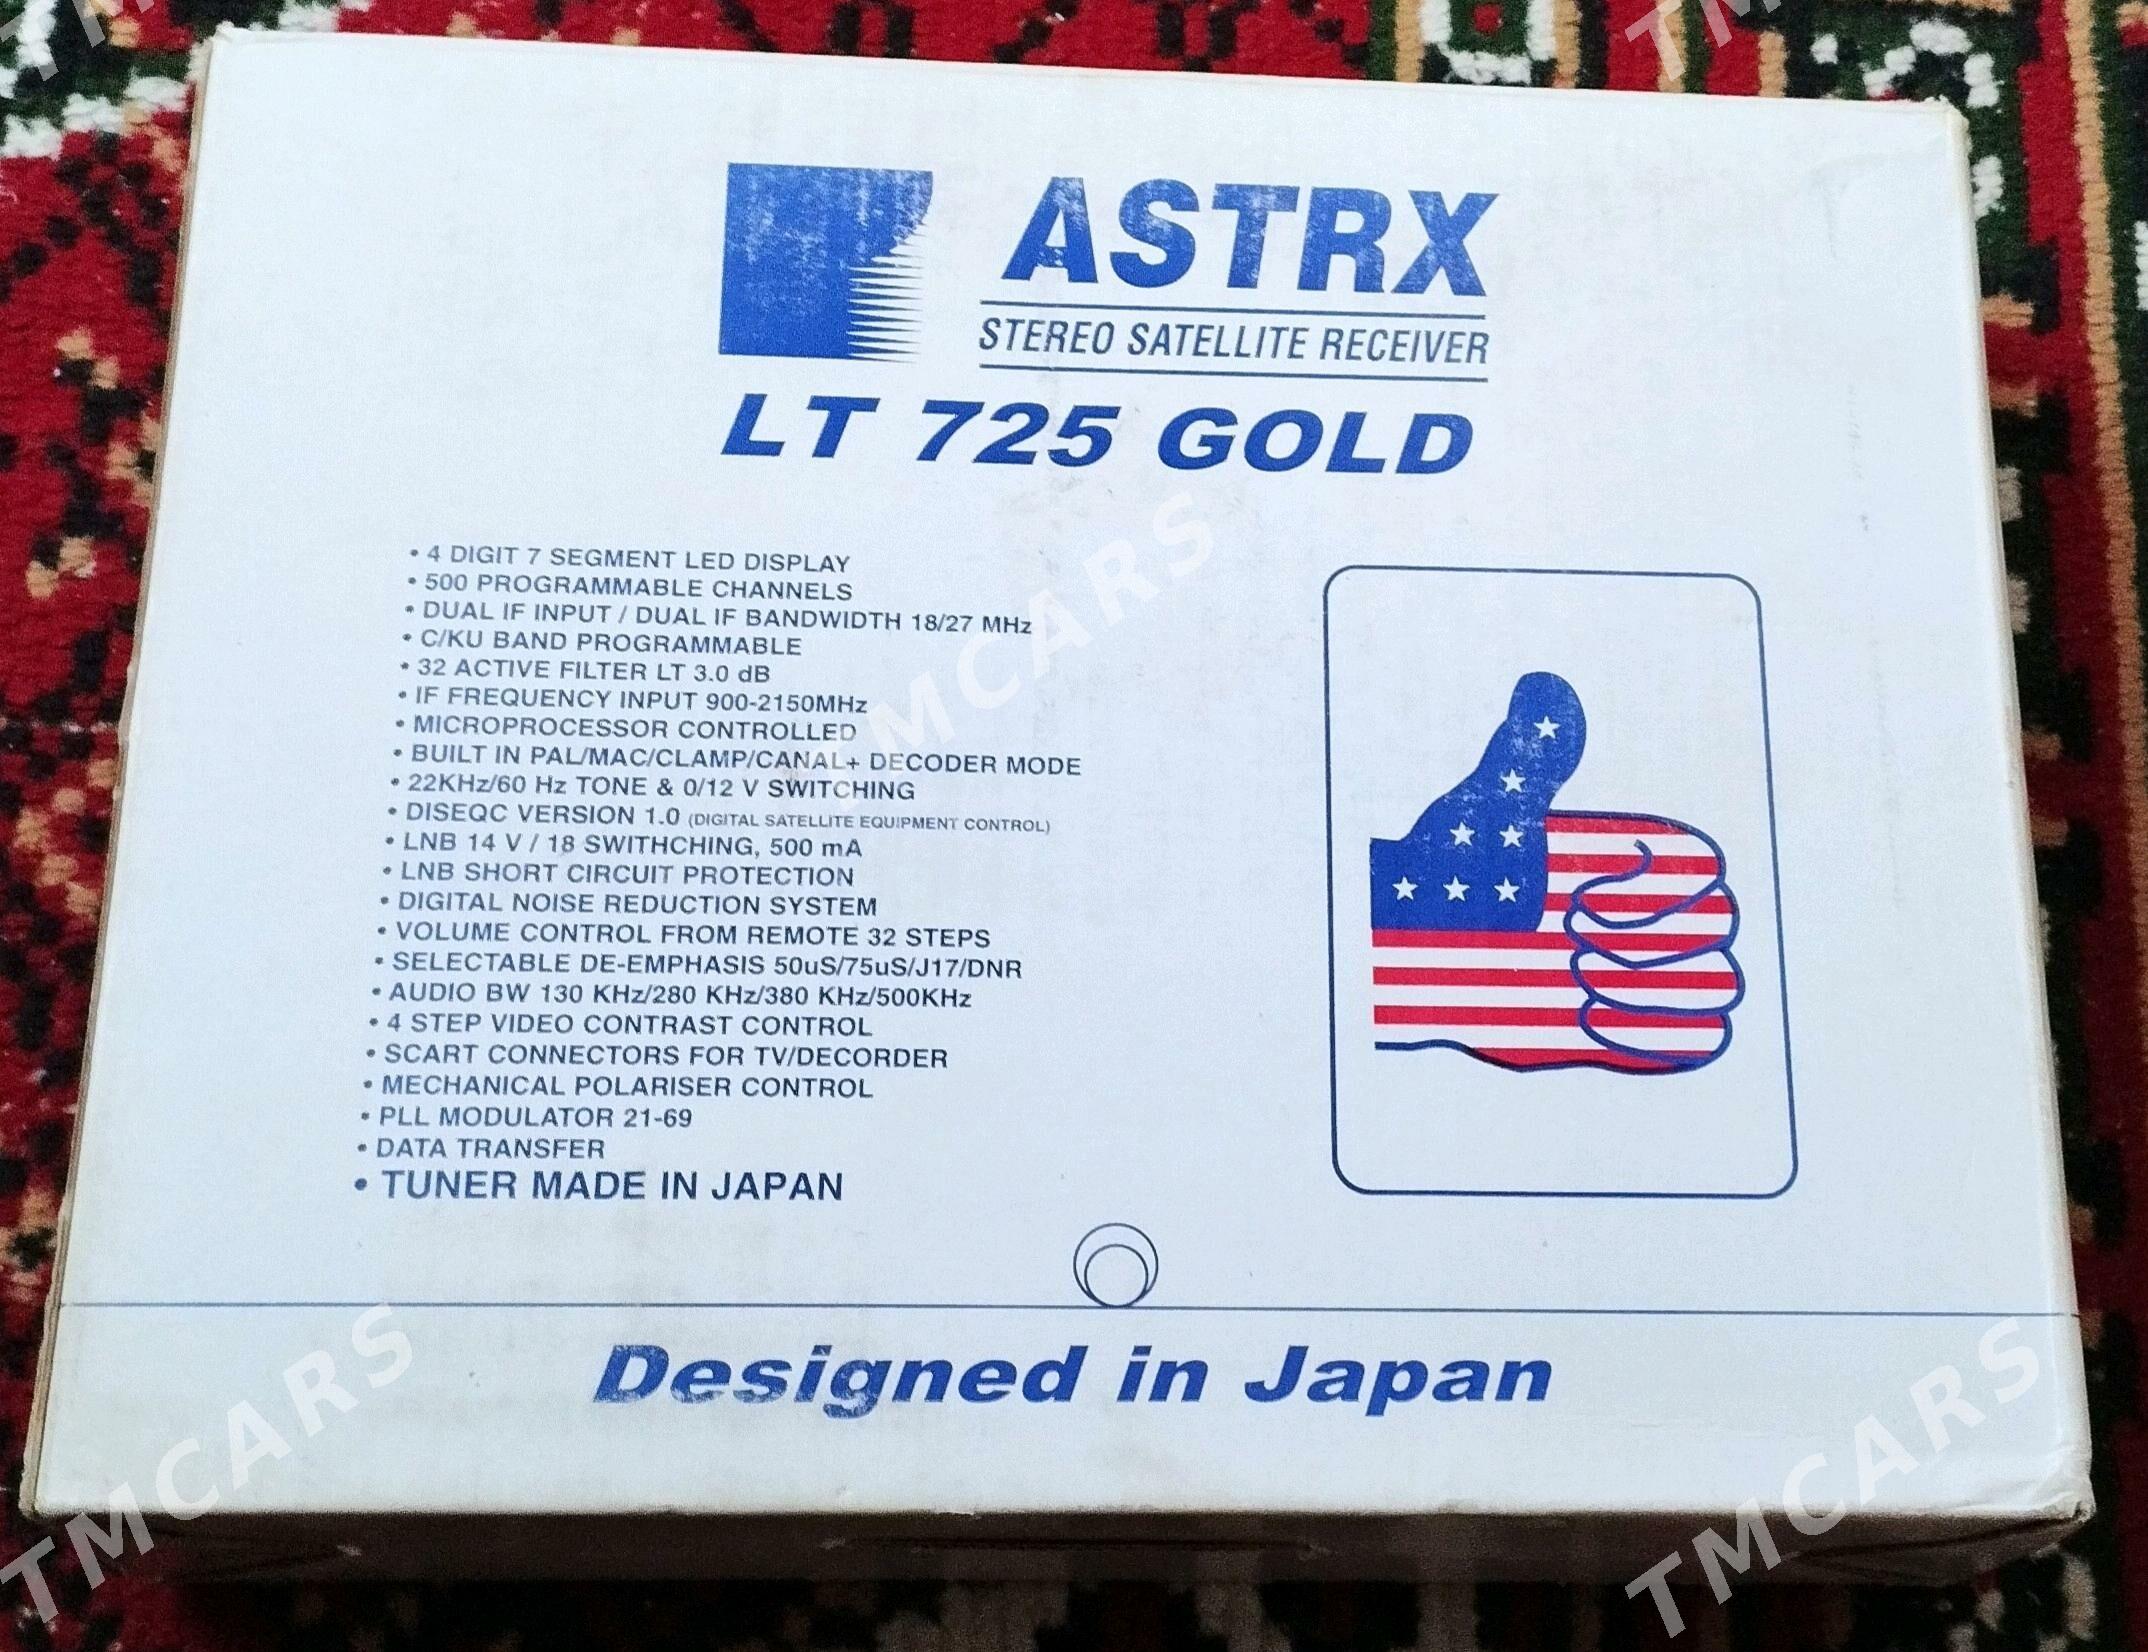 ASTRX
STEREO SATELLITE RECEIVER
LT 725 GOLD
• 4 DIGIT 7 SEGMENT LED DISPLAY
• 500 PROGRAMMABLE CHANNELS
• DUAL IF INPUT / DUAL IF BANDWIDTH 18/27 MHz
• C/KU BAND PROGRAMMABLE
• 32 ACTIVE FILTER LT 3.0 dB
• IF FREQUENCY INPUT 900-2150MHz
• MICROPROCESSOR CONTROLLED
• BUILT IN PAL/MAC/CLAMP/CANAL+ DECODER MODE
• 22KHz/60 Hz TONE & 0/12 V SWITCHING
• DISEQC VERSION 1.0 (DIGITAL SATELLITE EQUIPMENT CONTROL)
• LNB 14 V / 18 SWITHCHING, 500 mA
• LNB SHORT CIRCUIT PROTECTION
• DIGITAL NOISE REDUCTION SYSTEM
• VOLUME CONTROL FROM REMOTE 32 STEPS
• SELECTABLE DE-EMPHASIS 50uS/75uS/J17/DNR
• AUDIO BW 130 KHz/280 KHz/380 KHz/500KHz
• 4 STEP VIDEO CONTRAST CONTROL
• SCART CONNECTORS FOR TV/DECORDER
• MECHANICAL POLARISER CONTROL
• PLL MODULATOR 21-69
• DATA TRANSFER
• TUNER MADE IN JAPAN
Designed in Japan
TMCARS
TMCARS
TMCARS